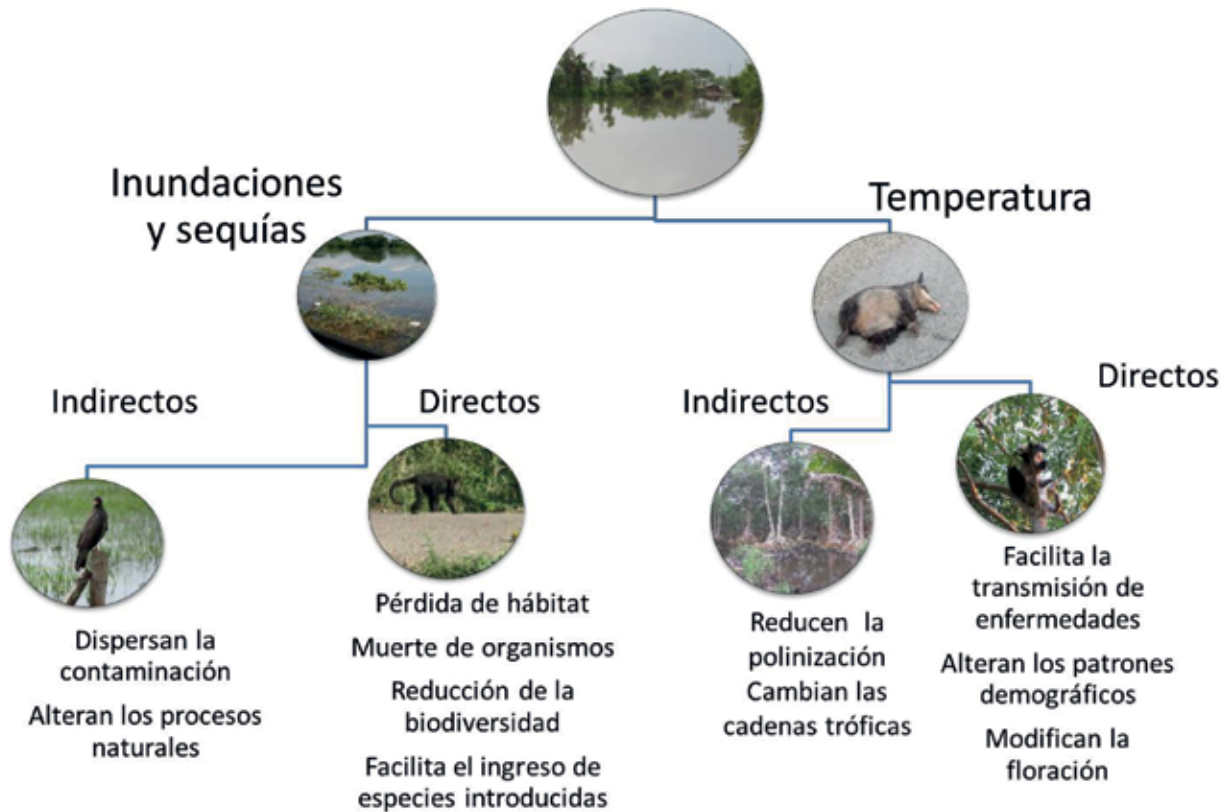 Inundaciones
y sequías
Temperatura
Indirectos
Directos
Indirectos
Directos
Dispersan la
contaminación
Alteran los procesos
naturales
Pérdida de hábitat
Muerte de organismos
Reducción de la
biodiversidad
Facilita el ingreso de
especies introducidas
Reducen la
polinización
Cambian las
cadenas tróficas
Facilita la
transmisión de
enfermedades
Alteran los patrones
demográficos
Modifican la
floración